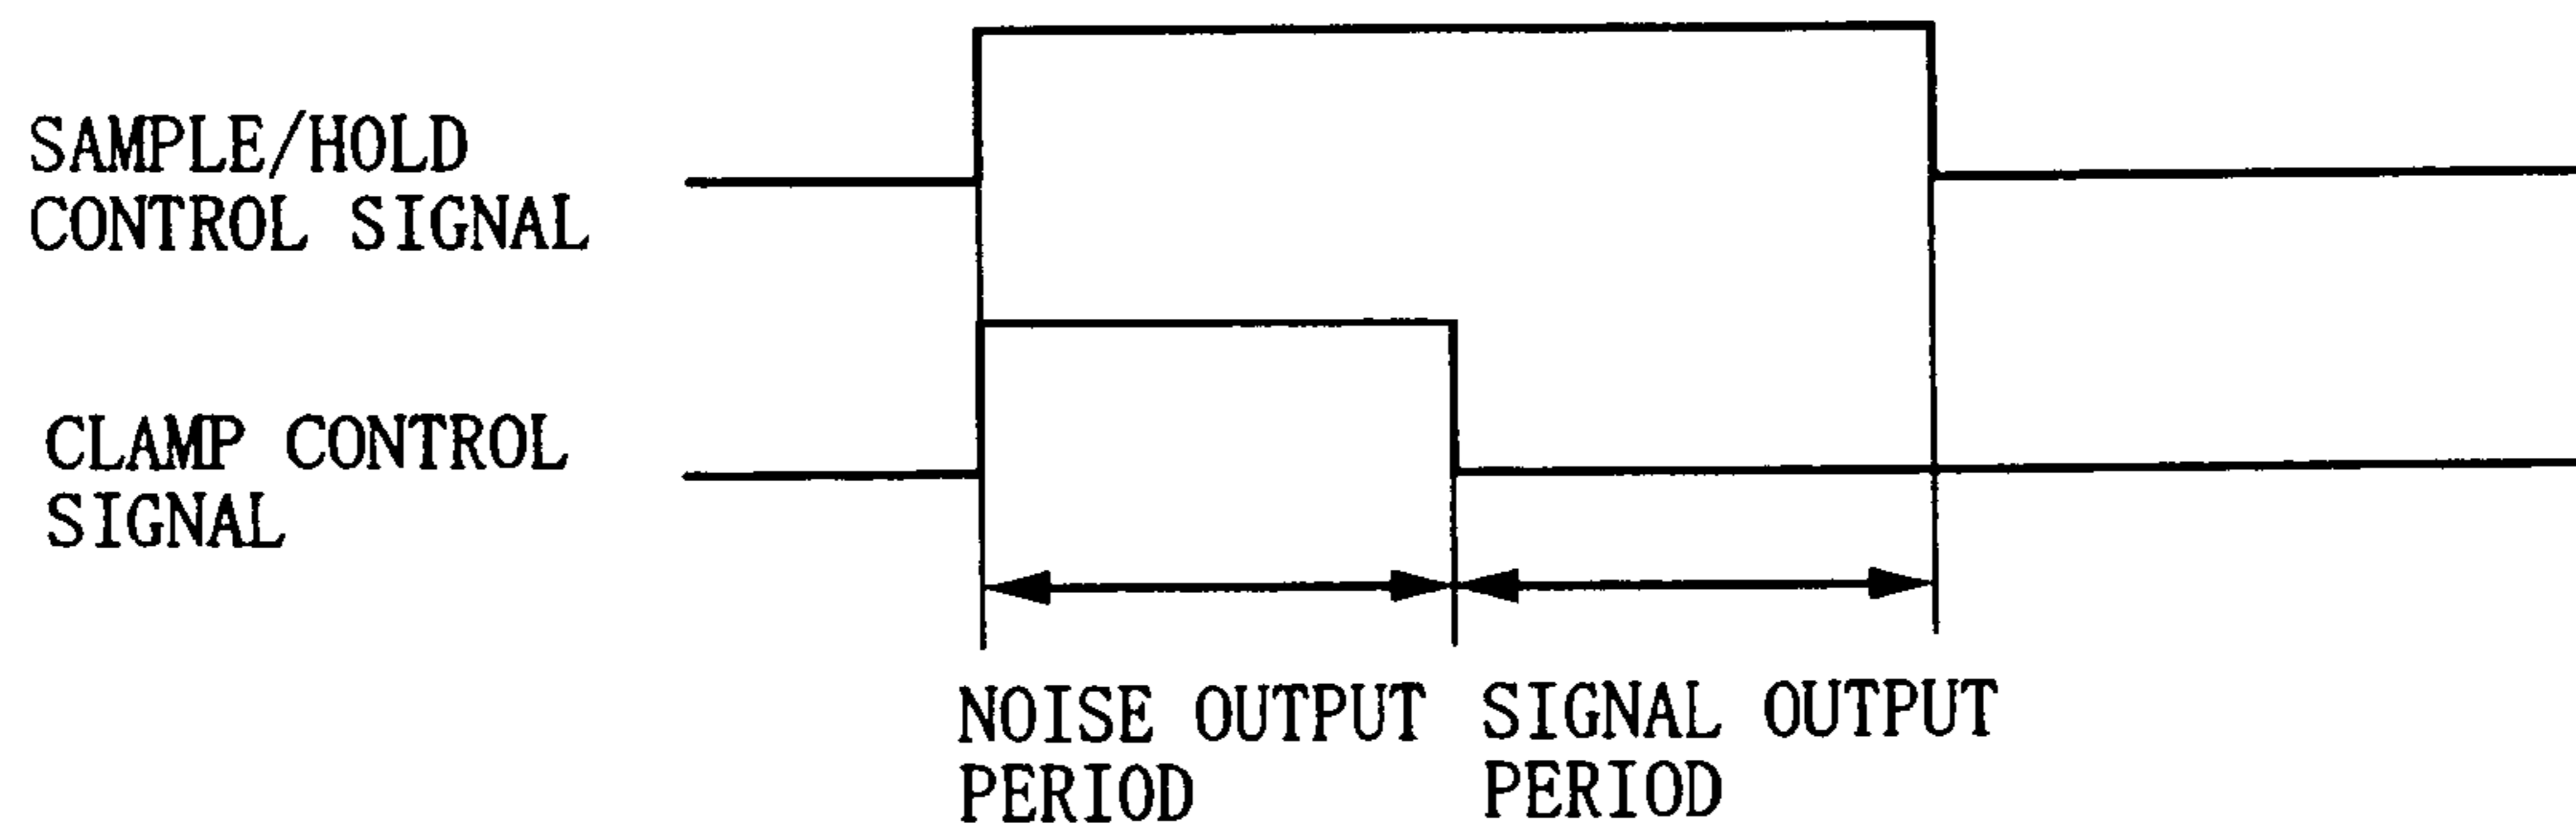 SAMPLE/HOLD
CONTROL SIGNAL
CLAMP CONTROL
SIGNAL
NOISE OUTPUT
PERIOD
SIGNAL OUTPUT
PERIOD